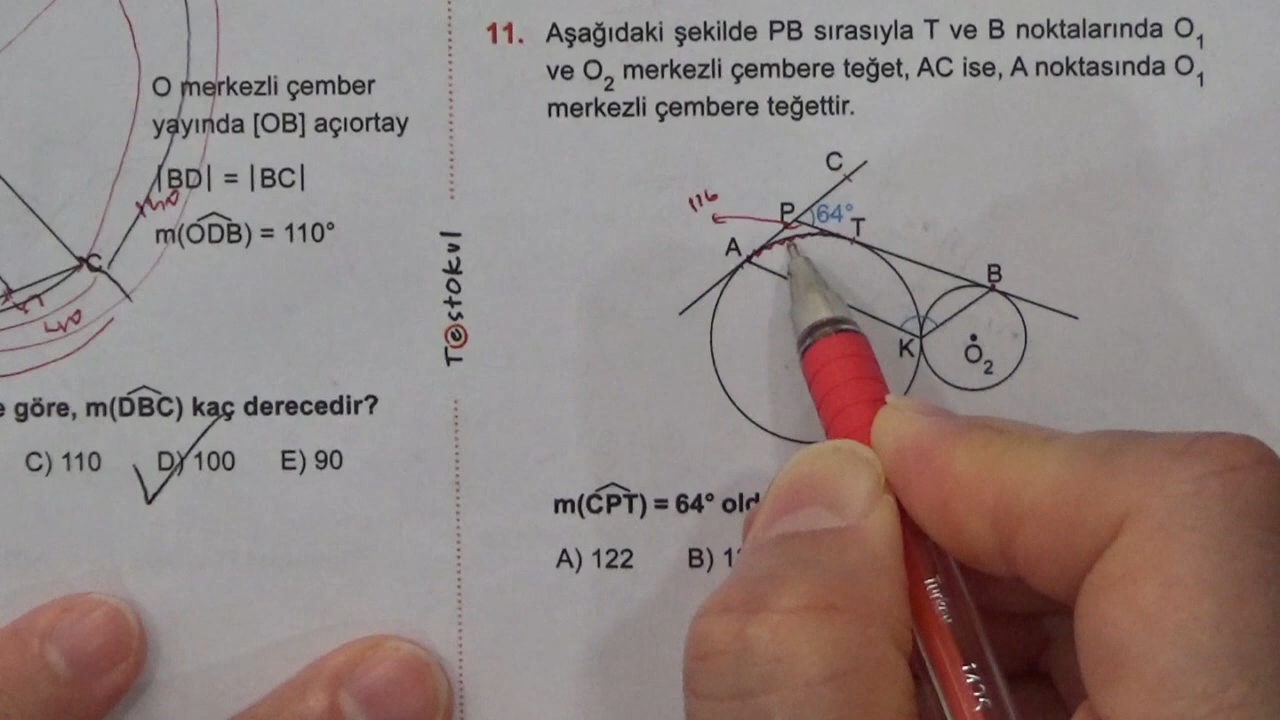 O merkezli çember
yayında [OB] açıortay
|BD| = |BC|
m(ODB) = 110°
C
göre, m(DBC) kaç derecedir?
C) 110 D) 100 E) 90
Testokul
11. Aşağıdaki şekilde PB sırasıyla T ve B noktalarında O1
ve O2 merkezli çembere teğet, AC ise, A noktasında O1
merkezli çembere teğettir.
C
116
P 64°
T
A
B
K
O2
m(CPT) = 64°
A) 122 B)